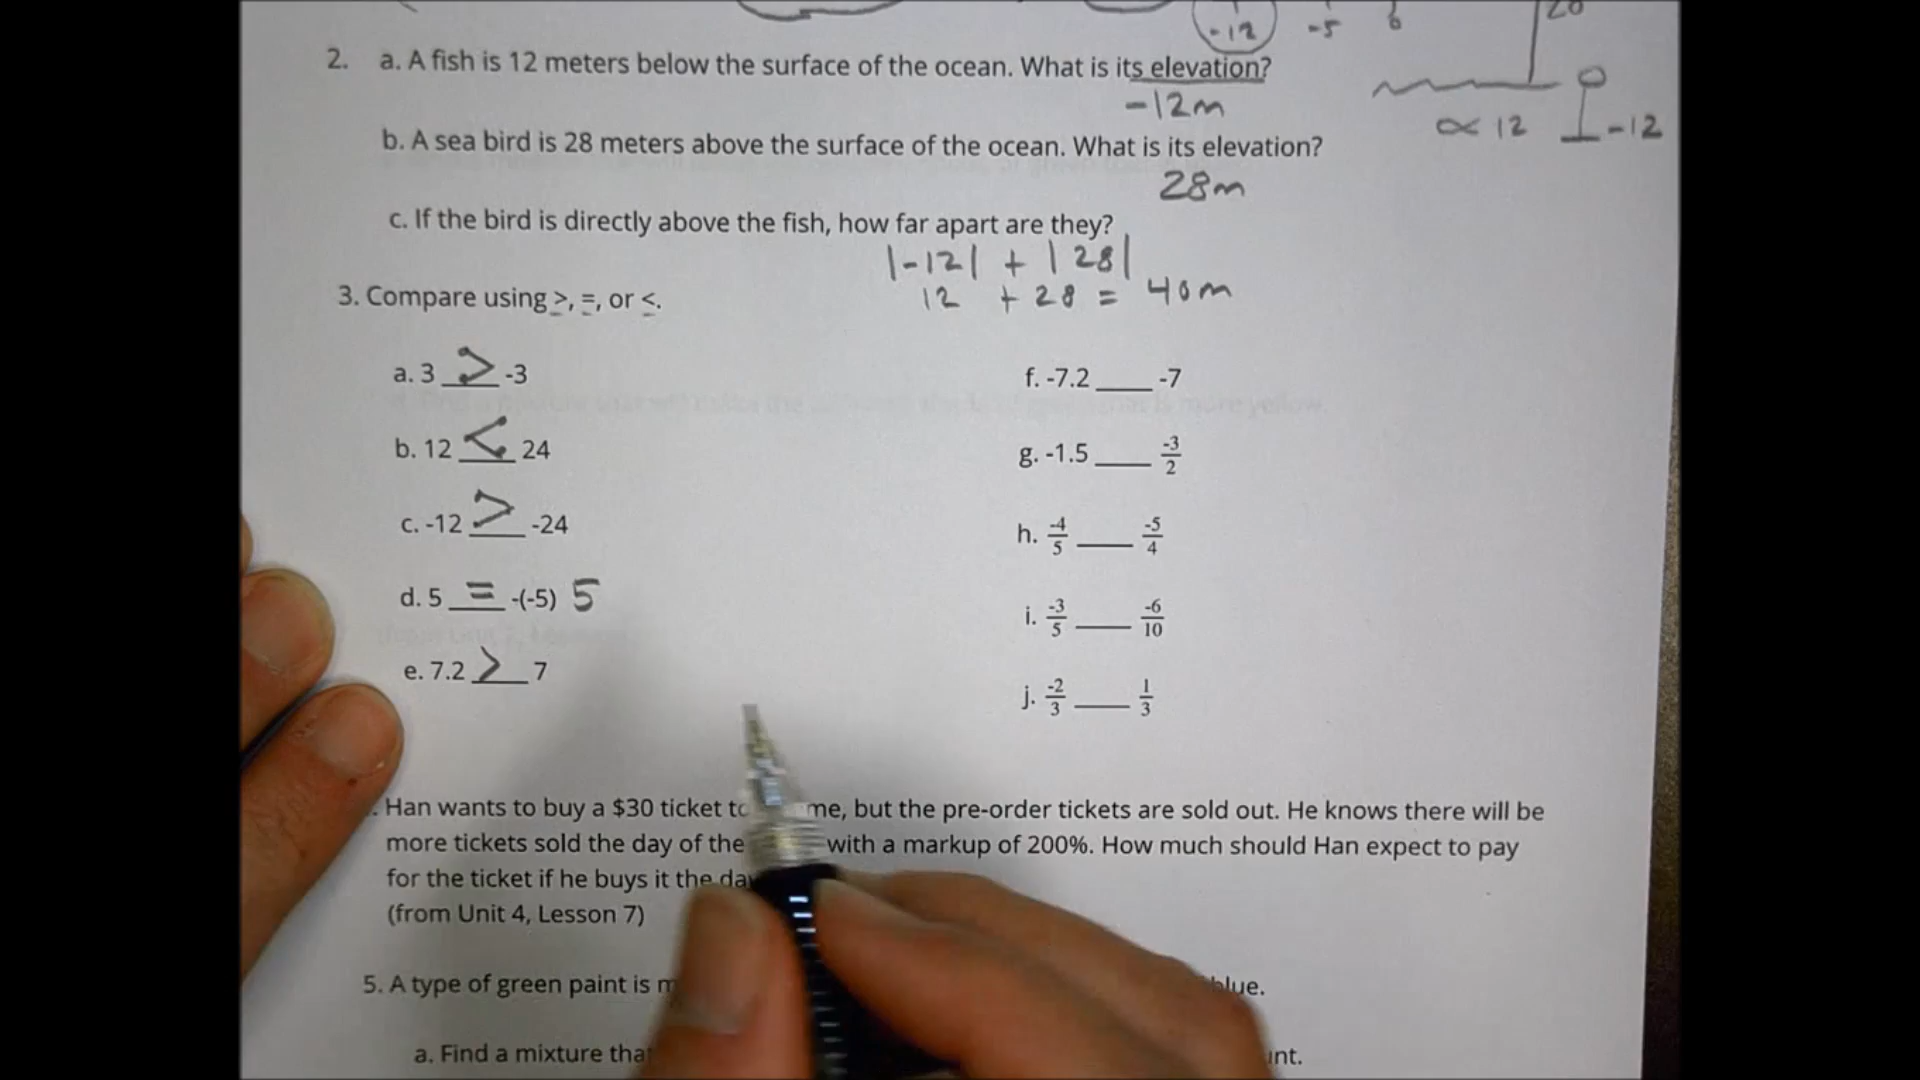 20
-12 -5 0
2. a. A fish is 12 meters below the surface of the ocean. What is its elevation?
-12m
12 -12
b. A sea bird is 28 meters above the surface of the ocean. What is its elevation?
28m
c. If the bird is directly above the fish, how far apart are they?
|-12| + |28|
12 + 28 = 40m
3. Compare using >, =, or <.
a. 3 > -3
b. 12 < 24
c. -12 > -24
d. 5 = -(-5) 5
e. 7.2 > 7
f. -7.2 ____ -7
g. -1.5 ____ -3/2
h. -4/5 ____ -5/4
i. -3/5 ____ -6/10
j. -2/3 ____ 1/3
Han wants to buy a $30 ticket to me, but the pre-order tickets are sold out. He knows there will be
more tickets sold the day of the with a markup of 200%. How much should Han expect to pay
for the ticket if he buys it the
(from Unit 4, Lesson 7)
5. A type of green paint is blue.
a. Find a mixture